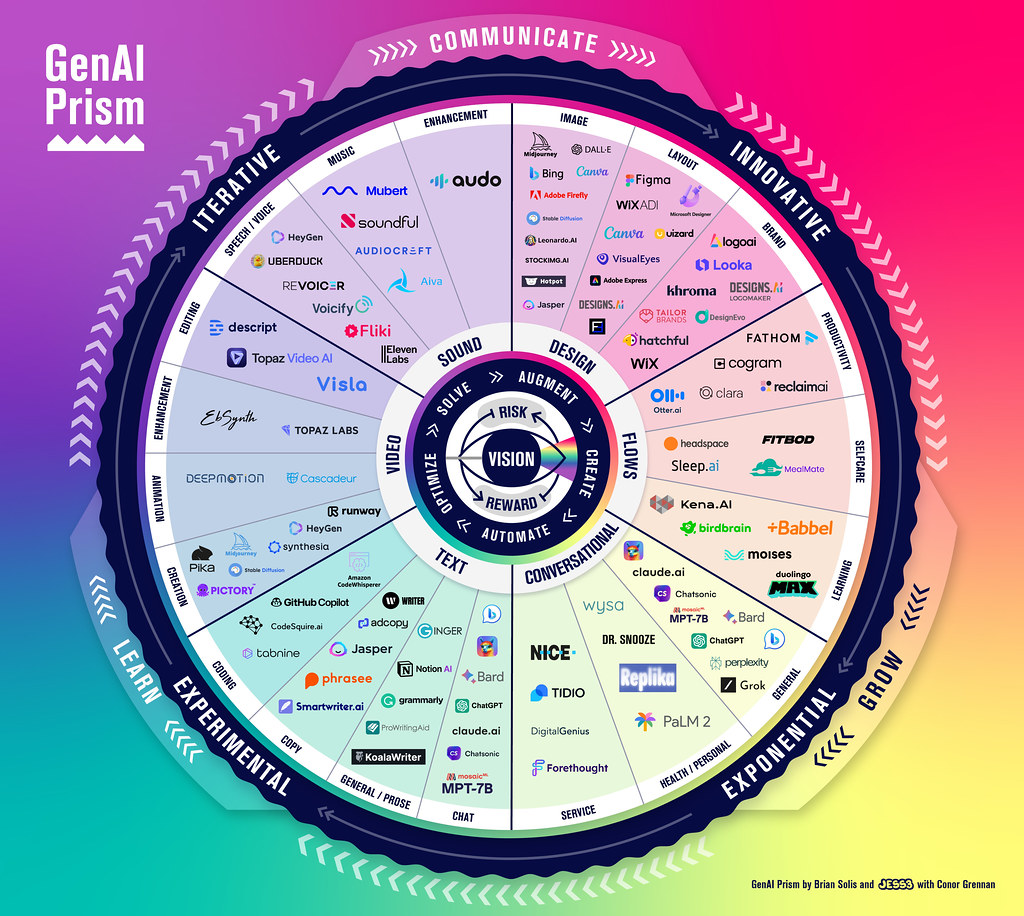 GenAI
Prism
COMMUNICATE
ITERATIVE
INNOVATIVE
EXPONENTIAL
EXPERIMENTAL
LEARN
GROW
ENHANCEMENT
audo
MUSIC
Mubert
soundful
AUDIOCRAFT
Aiva
SPEECH / VOICE
HeyGen
UBERDUCK
REVOICER
Voicify
Fliki
Eleven
Labs
SOUND
IMAGE
Midjourney
DALL·E
Bing
Canva
Adobe Firefly
Stable Diffusion
Leonardo.AI
STOCKIMG.AI
Hotpot
Jasper
LAYOUT
Figma
WiX ADI
Microsoft Designer
Canva
uizard
VisualEyes
Adobe Express
DESIGNS.Ai
F
BRAND
logoai
Looka
khroma
DESIGNS.Ai
LOGOMAKER
TAILOR
BRANDS
DesignEvo
hatchful
WiX
DESIGN
PRODUCTIVITY
FATHOM
cogram
Otter.ai
clara
reclaimai
SELFCARE
headspace
FITBOD
Sleep.ai
MealMate
LEARNING
Kena.AI
birdbrain
+Babbel
moises
duolingo
MAX
FLOWS
GENERAL
claude.ai
CS
Chatsonic
mosaic ML
MPT-7B
Bard
ChatGPT
perplexity
Grok
HEALTH / PERSONAL
wysa
DR. SNOOZE
Replika
PaLM 2
SERVICE
NICE
TIDIO
DigitalGenius
Forethought
CONVERSATIONAL
CHAT
Bard
ChatGPT
claude.ai
CS
Chatsonic
mosaic ML
MPT-7B
GENERAL / PROSE
WRITER
GINGER
Notion AI
grammarly
ProWritingAid
KoalaWriter
COPY
adcopy
Jasper
phrasee
Smartwriter.ai
CODING
Amazon
CodeWhisperer
GitHub Copilot
CodeSquire.ai
tabnine
TEXT
CREATION
runway
HeyGen
synthesia
Pika
Midjourney
Stable Diffusion
PICTORY
ANIMATION
DEEPMOTION
Cascadeur
ENHANCEMENT
EbSynth
TOPAZ LABS
EDITING
descript
Topaz Video AI
Visla
VIDEO
SOLVE
AUGMENT
CREATE
AUTOMATE
OPTIMIZE
RISK
VISION
REWARD
GenAI Prism by Brian Solis and JESS3 with Conor Grennan